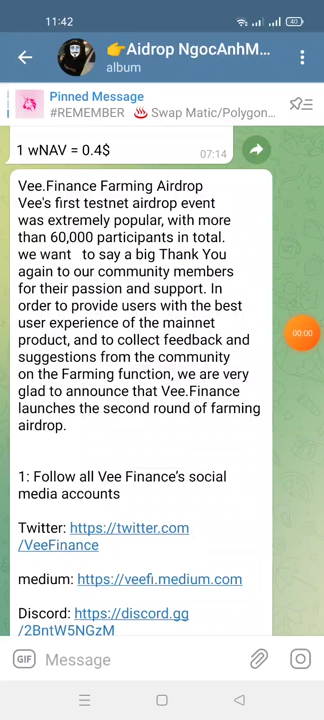 11:42
40
👉Aidrop NgocAnhM...
album
Pinned Message
#REMEMBER ♨️ Swap Matic/Polygon...
1 wNAV = 0.4$
07:14
Vee.Finance Farming Airdrop
Vee's first testnet airdrop event
was extremely popular, with more
than 60,000 participants in total.
we want  to say a big Thank You
again to our community members
for their passion and support. In
order to provide users with the best
user experience of the mainnet
product, and to collect feedback and
suggestions from the community
on the Farming function, we are very
glad to announce that Vee.Finance
launches the second round of farming
airdrop.
00:00
1: Follow all Vee Finance's social
media accounts
Twitter: https://twitter.com
/VeeFinance
medium: https://veefi.medium.com
Discord: https://discord.gg
/2BntW5NGzM
GIF Message